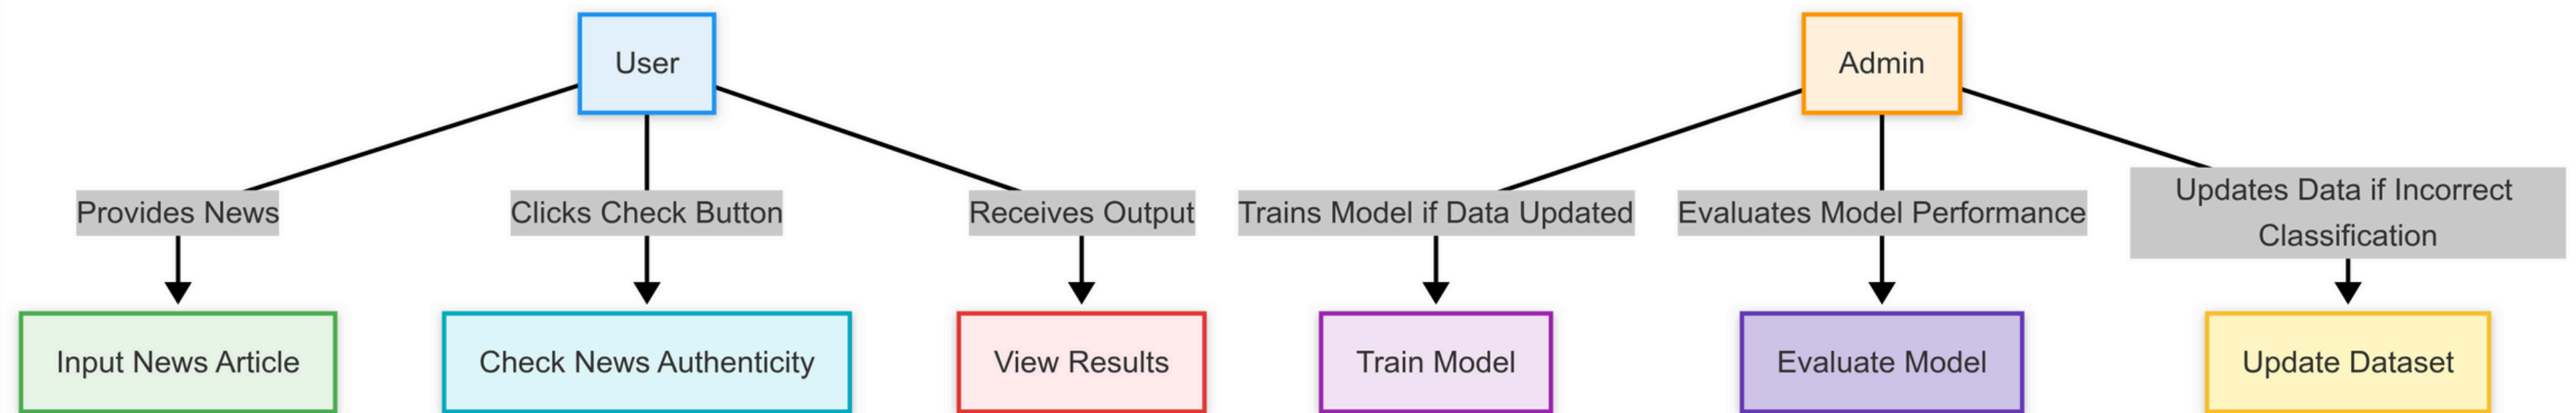 User
Admin
Provides News
Clicks Check Button
Receives Output
Trains Model if Data Updated
Evaluates Model Performance
Updates Data if Incorrect
Classification
Input News Article
Check News Authenticity
View Results
Train Model
Evaluate Model
Update Dataset